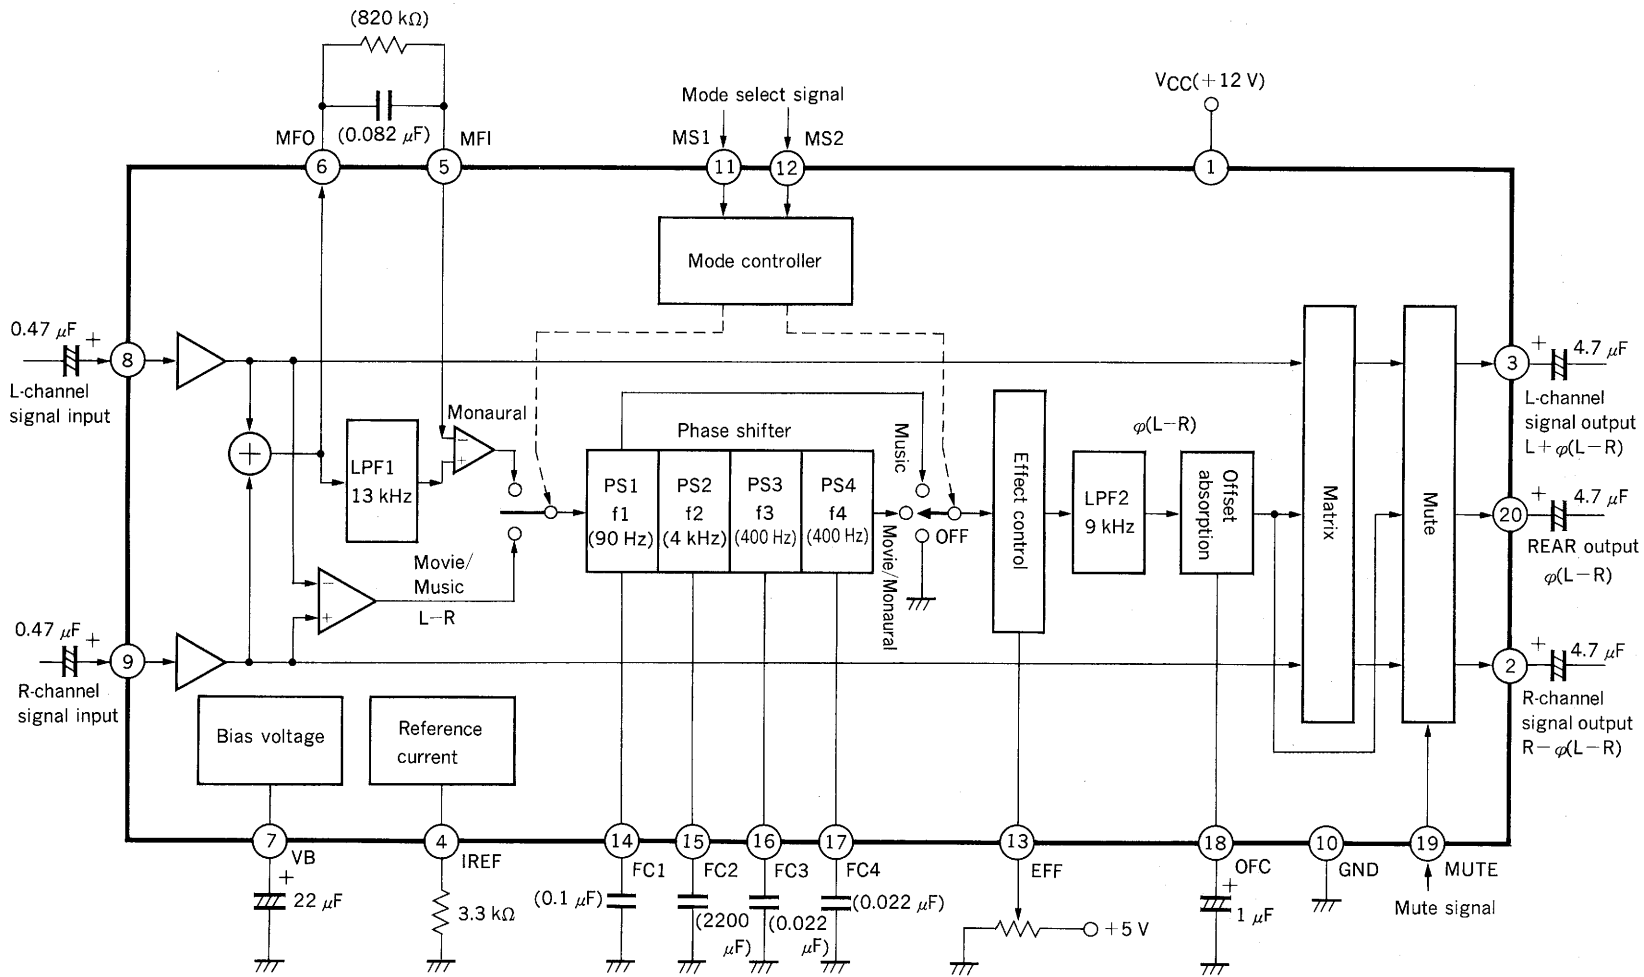 (820 kΩ)
(0.082 μF)
MFO
MFI
6
5
Mode select signal
MS1
MS2
11
12
VCC(+12 V)
1
Mode controller
0.47 μF
+
8
L-channel
signal input
+
LPF1
13 kHz
Monaural
−
+
Movie/
Music
L−R
−
+
Phase shifter
PS1
f1
(90 Hz)
PS2
f2
(4 kHz)
PS3
f3
(400 Hz)
PS4
f4
(400 Hz)
Music
OFF
Movie/Monaural
Effect control
φ(L−R)
LPF2
9 kHz
Offset
absorption
Matrix
Mute
3
+
4.7 μF
L-channel
signal output
L+φ(L−R)
20
+
4.7 μF
REAR output
φ(L−R)
2
+
4.7 μF
R-channel
signal output
R−φ(L−R)
0.47 μF
+
9
R-channel
signal input
Bias voltage
Reference
current
7
VB
+
22 μF
4
IREF
3.3 kΩ
14
FC1
(0.1 μF)
15
FC2
(2200
μF)
16
FC3
(0.022
μF)
17
FC4
(0.022 μF)
13
EFF
+5 V
18
OFC
+
1 μF
10
GND
19
MUTE
Mute signal